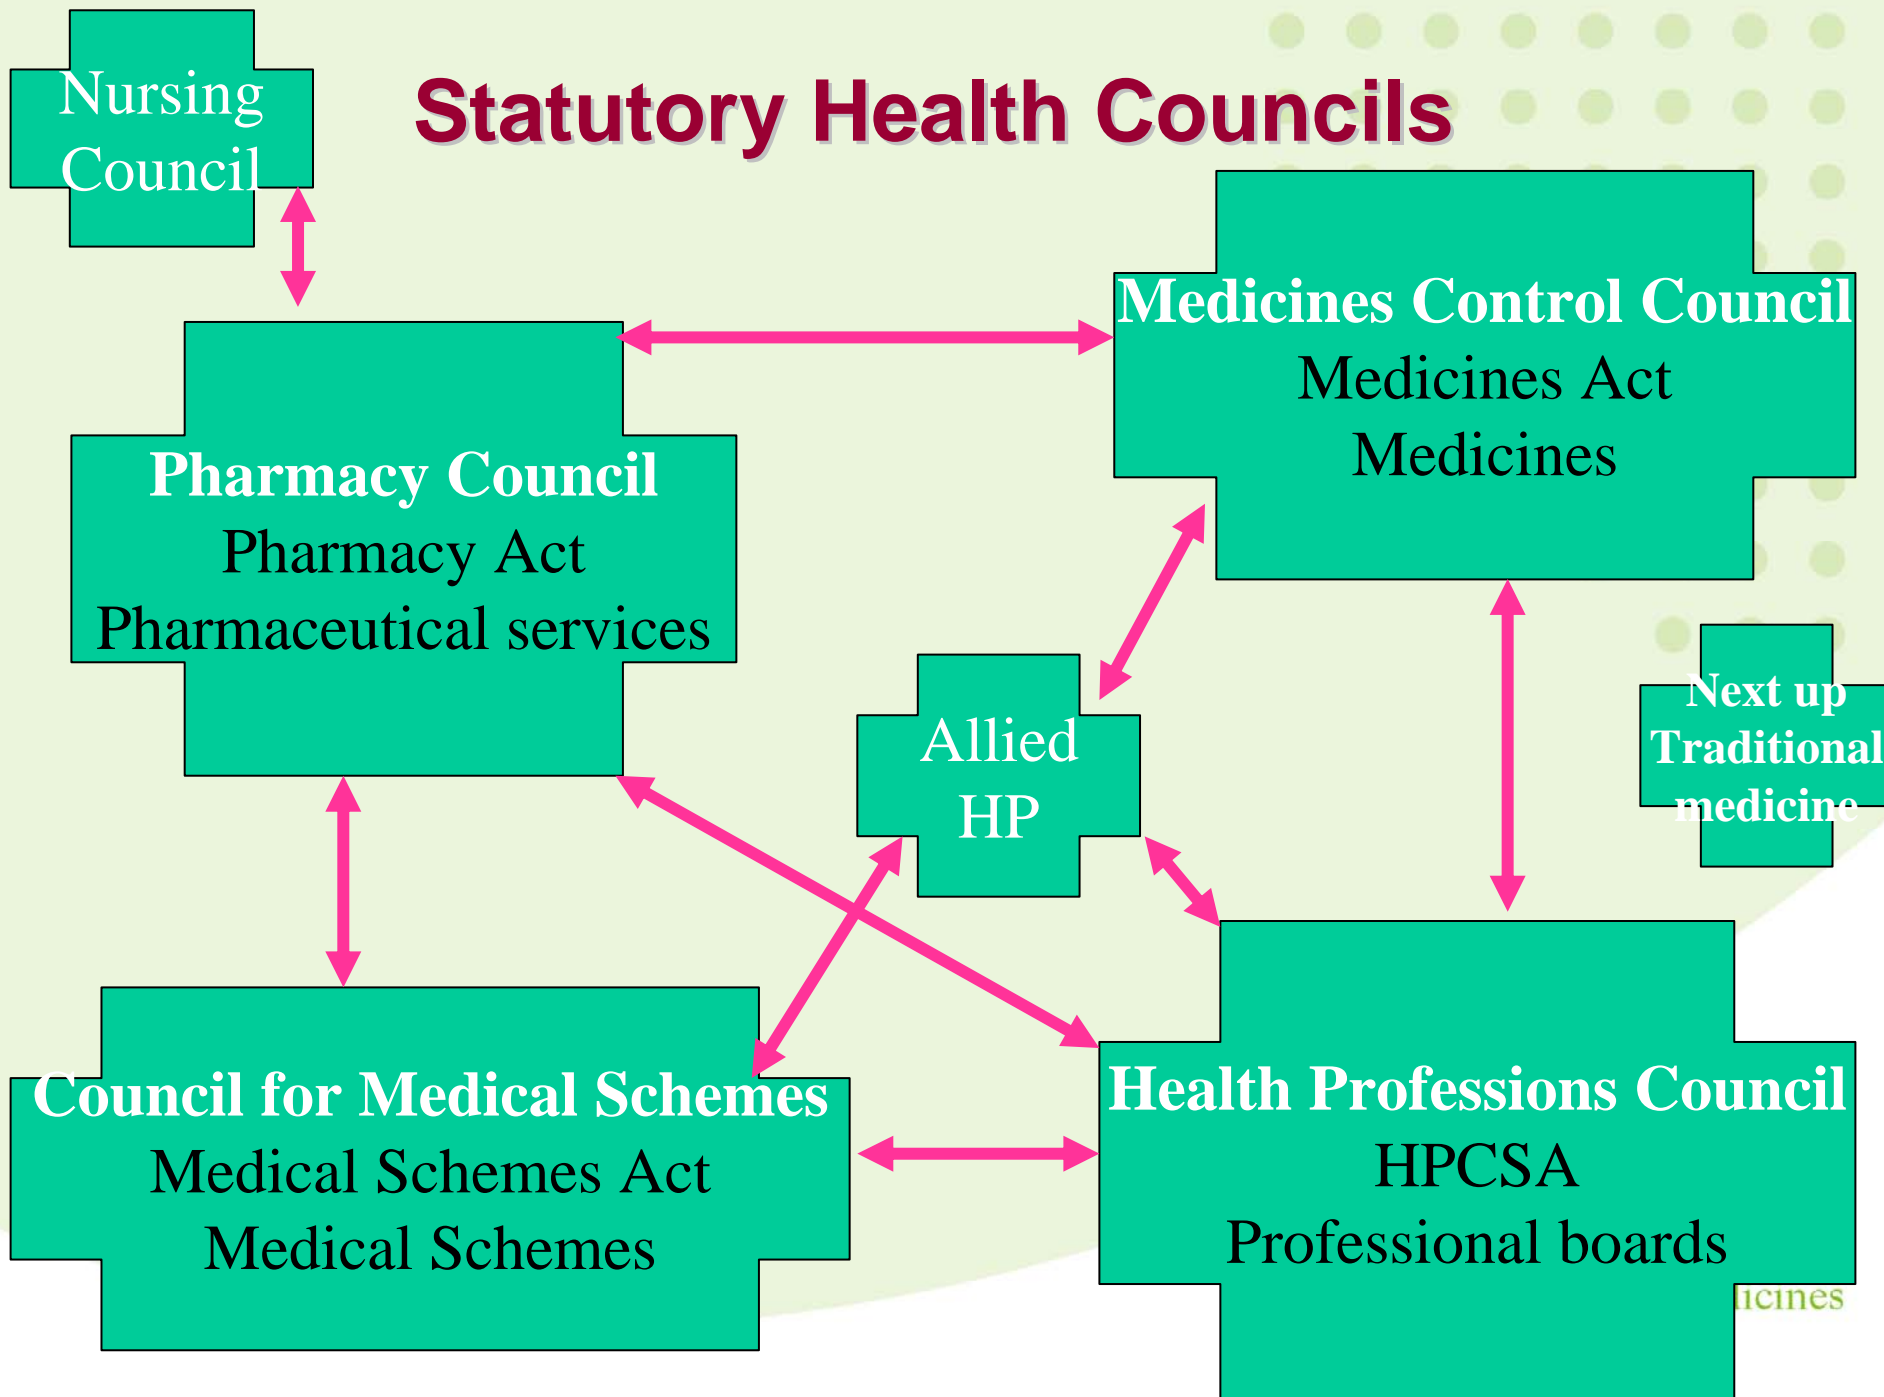 Statutory Health Councils
Nursing
Council
Medicines Control Council
Medicines Act
Medicines
Pharmacy Council
Pharmacy Act
Pharmaceutical services
Allied
HP
Next up
Traditional
medicine
Council for Medical Schemes
Medical Schemes Act
Medical Schemes
Health Professions Council
HPCSA
Professional boards